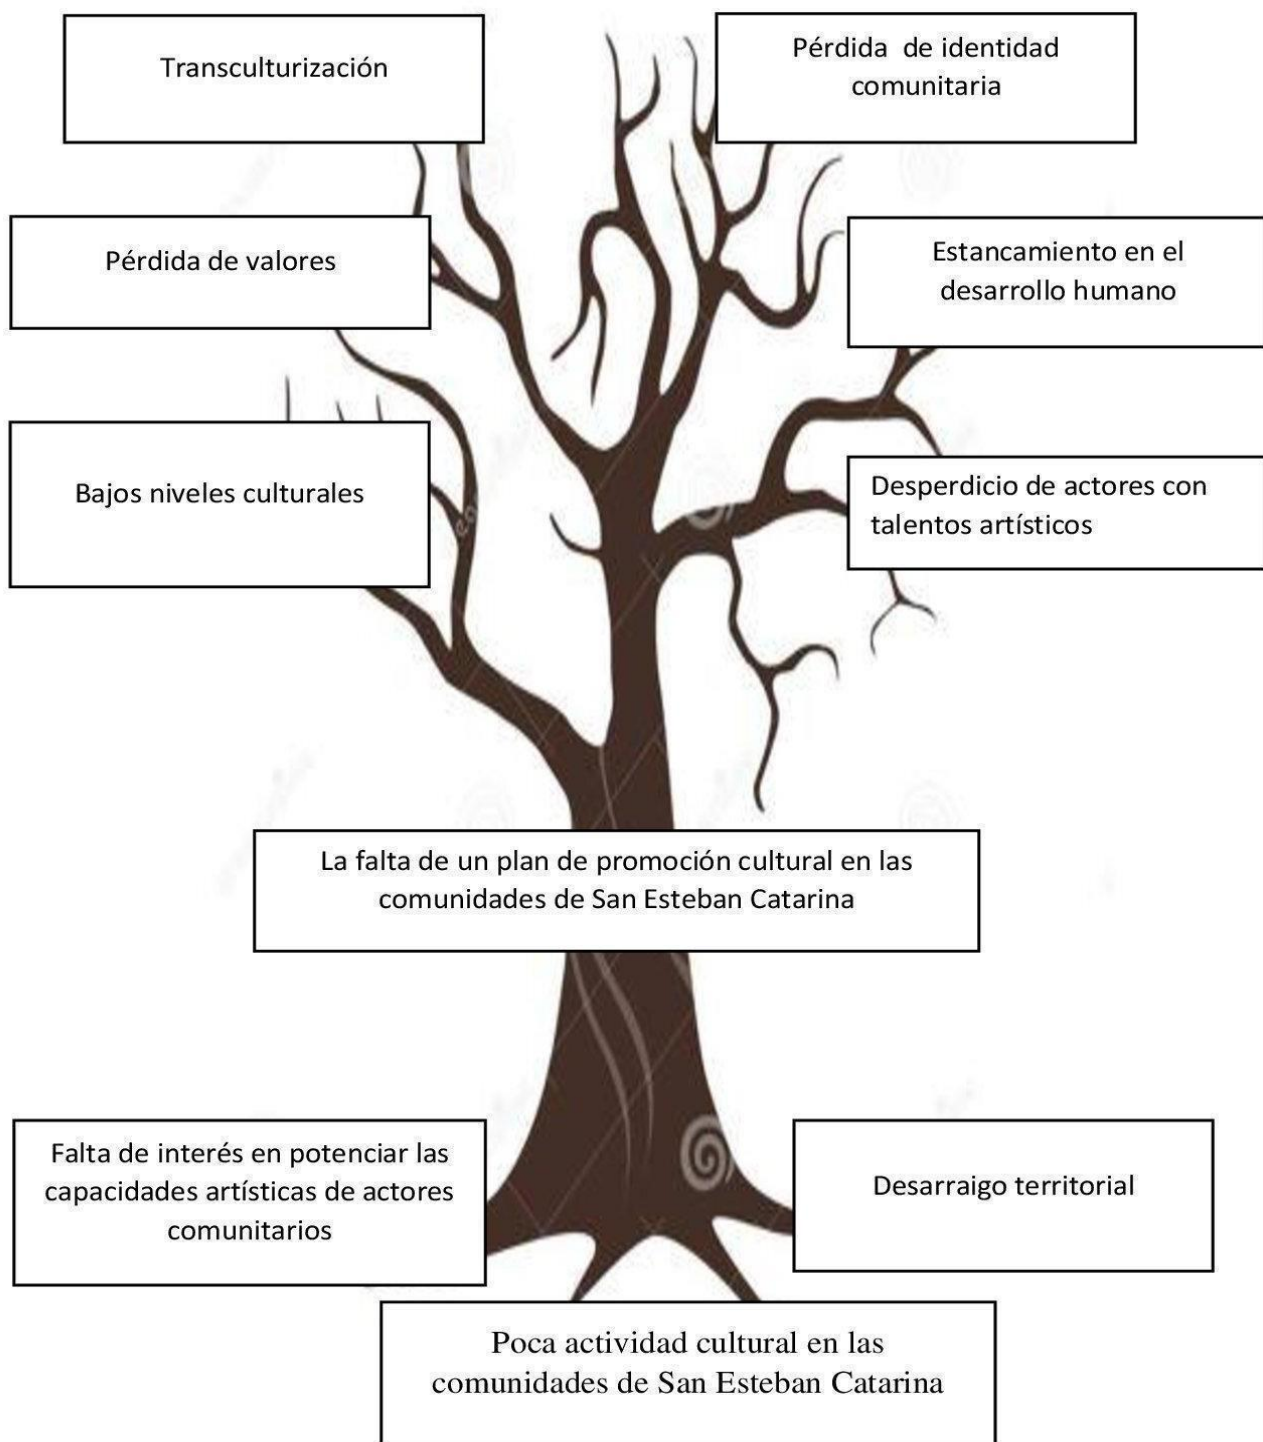 Transculturización
Pérdida de identidad
comunitaria
Pérdida de valores
Estancamiento en el
desarrollo humano
Bajos niveles culturales
Desperdicio de actores con
talentos artísticos
La falta de un plan de promoción cultural en las
comunidades de San Esteban Catarina
Falta de interés en potenciar las
capacidades artísticas de actores
comunitarios
Desarraigo territorial
Poca actividad cultural en las
comunidades de San Esteban Catarina